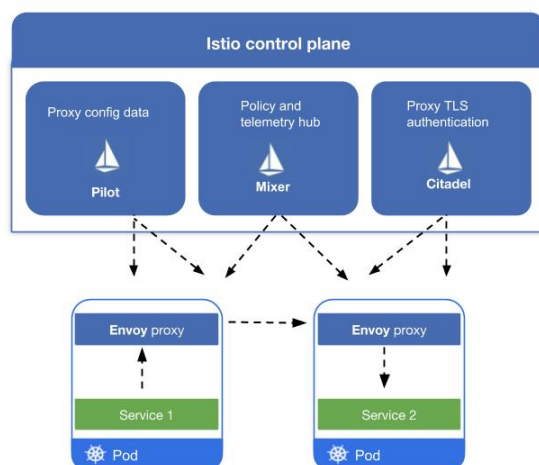 Istio control plane
Proxy config data
Pilot
Policy and
telemetry hub
Mixer
Proxy TLS
authentication
Citadel
Envoy proxy
Service 1
Pod
Envoy proxy
Service 2
Pod